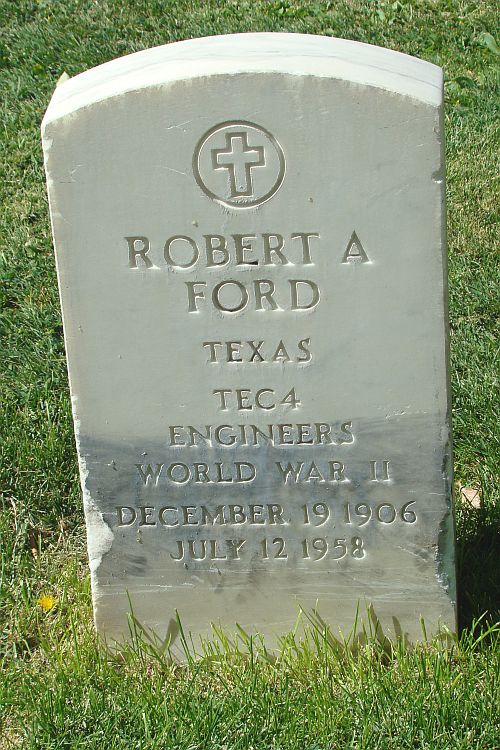 ROBERT A
FORD
TEXAS
TEC4
ENGINEERS
WORLD WAR II
DECEMBER 19 1906
JULY 12 1958